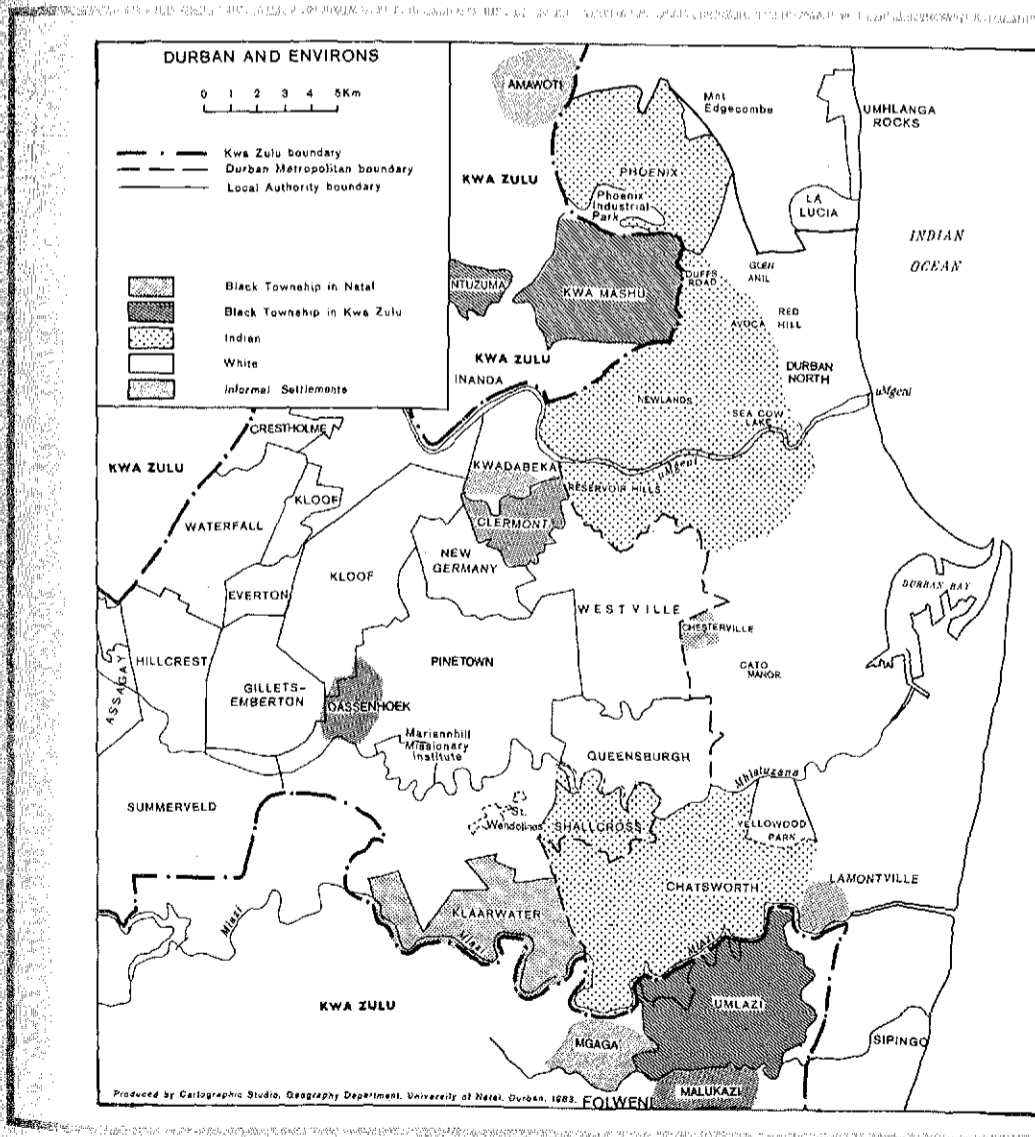 DURBAN AND ENVIRONS
0 1 2 3 4 5Km
Kwa Zulu boundary
Durban Metropolitan boundary
Local Authority boundary
Black Township in Natal
Black Township in Kwa Zulu
Indian
White
Informal Settlements
AMAWOTI
Mnt
Edgecombe
UMHLANGA
ROCKS
KWA ZULU
PHOENIX
Phoenix
Industrial
Park
LA
LUCIA
INDIAN
OCEAN
NTUZUMA
KWA MASHU
DUFFS
ROAD
GLEN
ANIL
RED
HILL
AVOCA
KWA ZULU
INANDA
DURBAN
NORTH
NEWLANDS
SEA COW
LAKE
uMgeni
CRESTHOLME
KWA ZULU
KWADABEKA
RESERVOIR HILLS
uMgeni
KLOOF
WATERFALL
CLERMONT
NEW
GERMANY
KLOOF
EVERTON
WESTVILLE
DURBAN BAY
CHESTERVILLE
ASSAGAY
HILLCREST
PINETOWN
CATO
MANOR
GILLETS-
EMBERTON
DASSENHOEK
Mariannhill
Missionary
Institute
QUEENSBURGH
Mhlatuzana
SUMMERVELD
St.
Wendolines
SHALLCROSS
YELLOWOOD
PARK
CHATSWORTH
LAMONTVILLE
KLAARWATER
Mlazi
Mlazi
Mlazi
KWA ZULU
UMLAZI
MGAGA
SIPINGO
MALUKAZI
FOLWENI
Produced by Cartographic Studio, Geography Department, University of Natal, Durban, 1983.